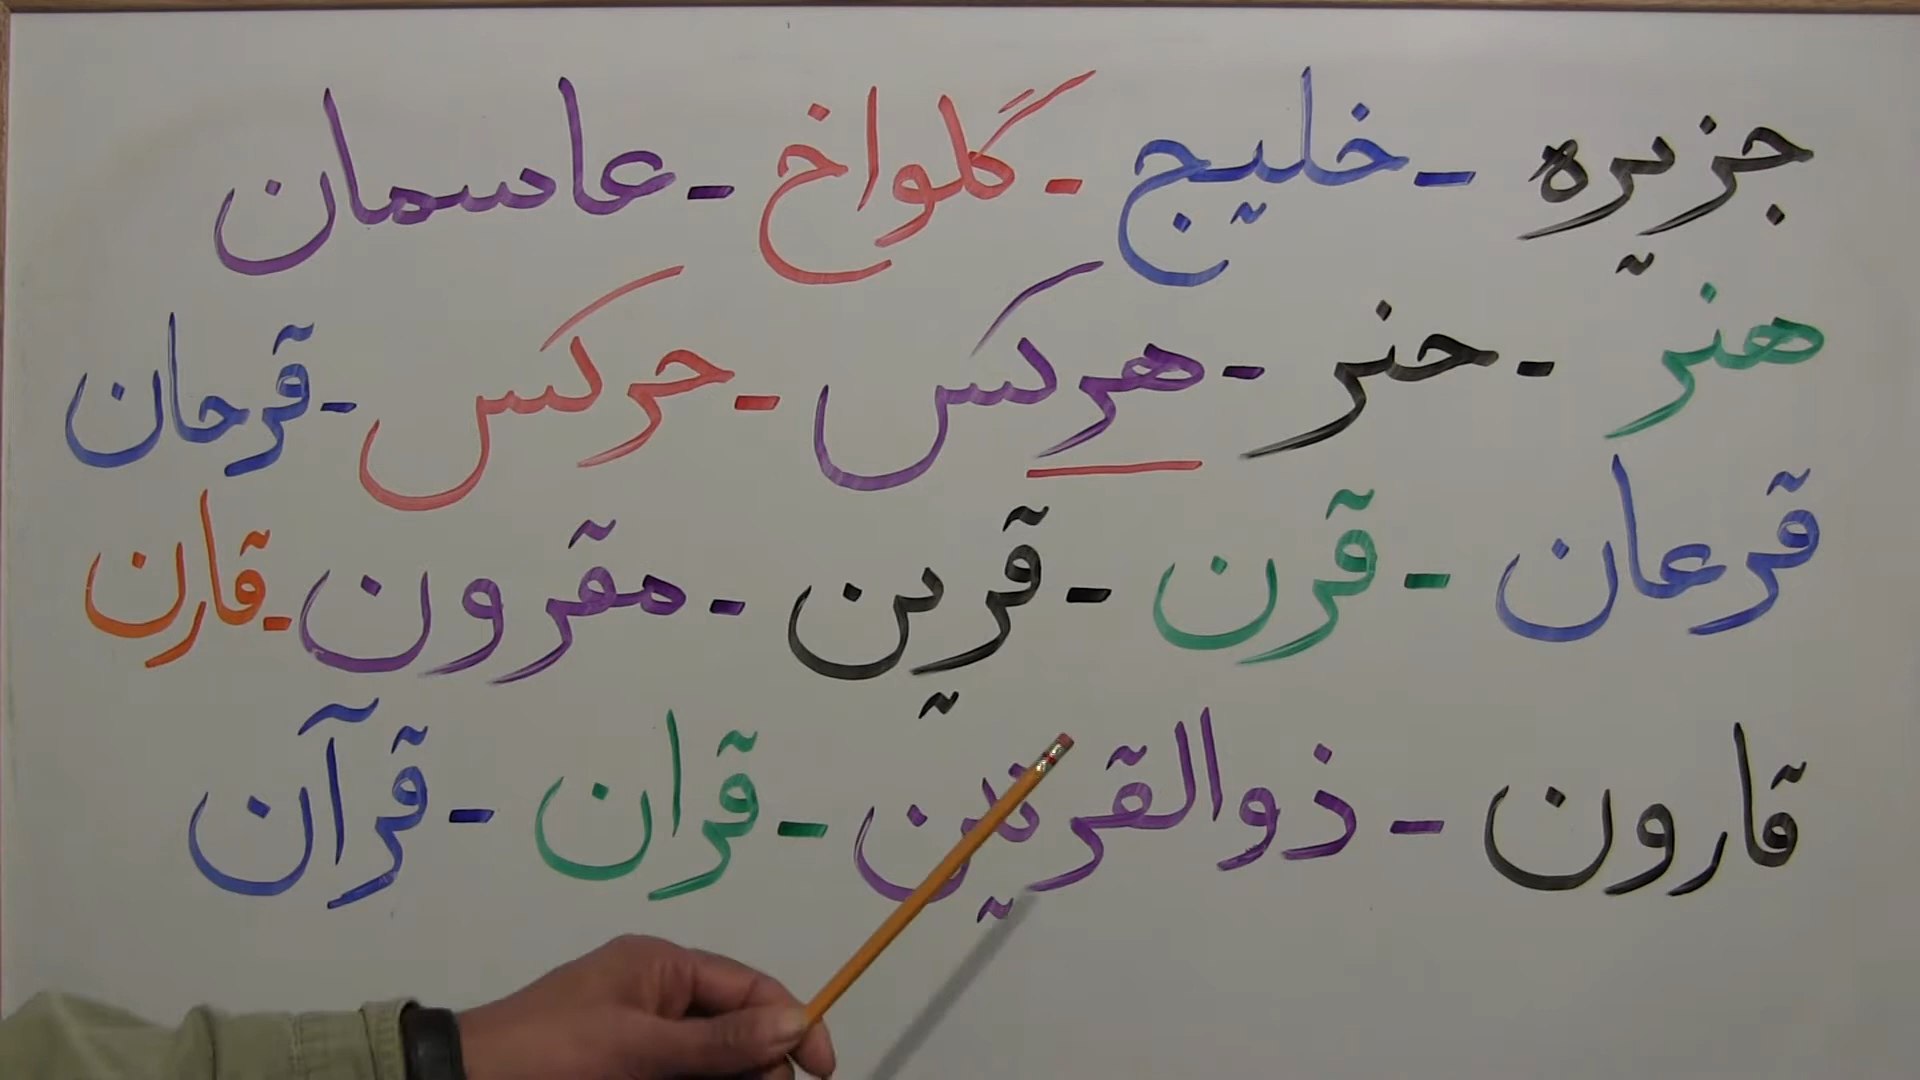 جزیره - خلیج - گلواخ - عاسمان
هنر - حنر - هرکس - حرکس - قرحان
قرعان - قرن - قرین - مقرون - قارن
قارون - ذوالقرنین - قران - قرآن